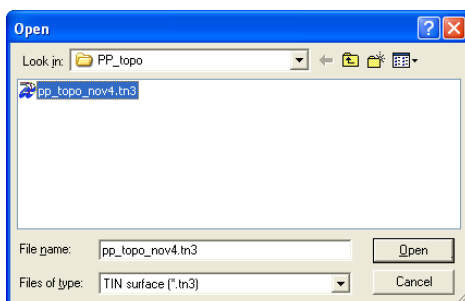 Open
Look in: PP_topo
pp_topo_nov4.tn3
File name: pp_topo_nov4.tn3 Open
Files of type: TIN surface (*.tn3) Cancel